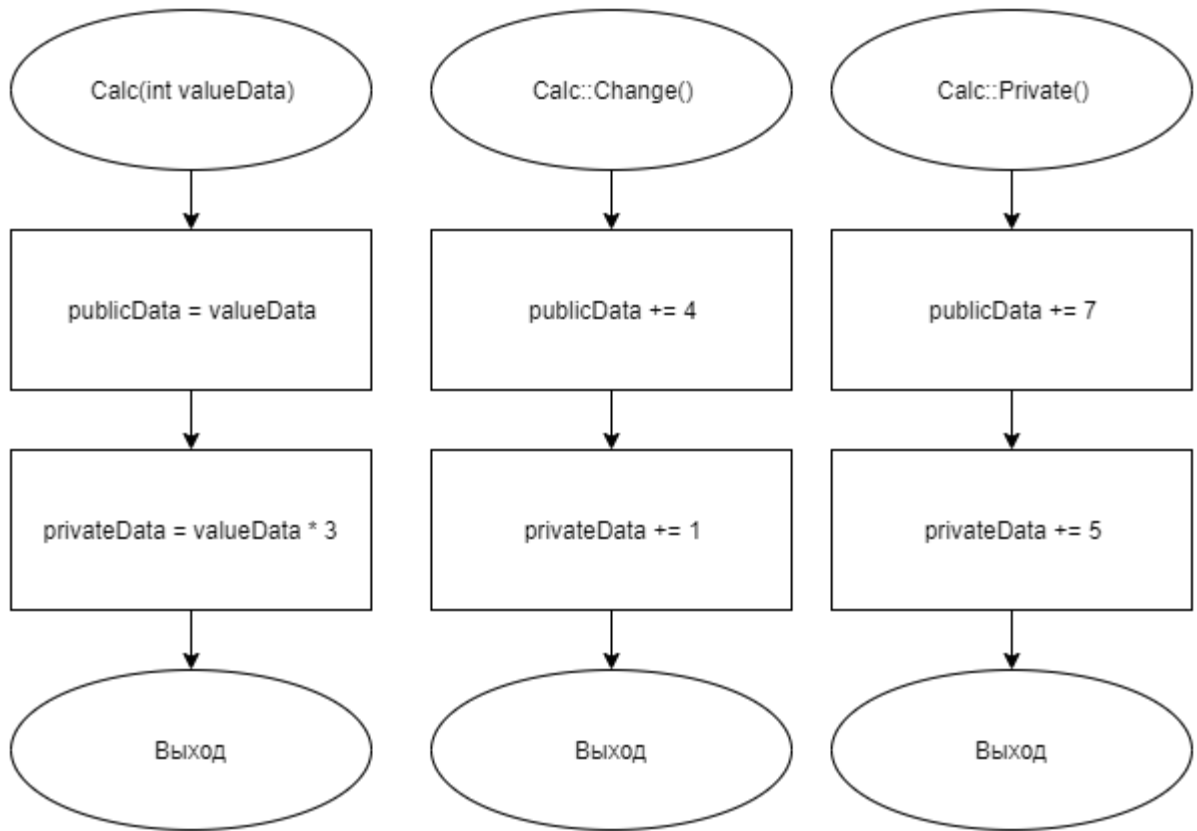 Calc(int valueData)
publicData = valueData
privateData = valueData * 3
Выход
Calc::Change()
publicData += 4
privateData += 1
Выход
Calc::Private()
publicData += 7
privateData += 5
Выход